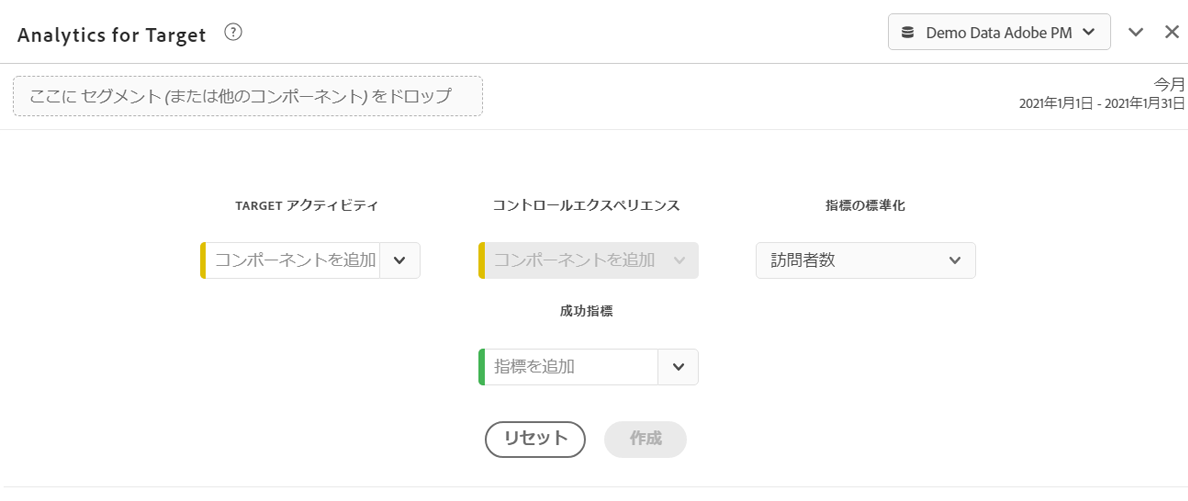 Analytics for Target ?
Demo Data Adobe PM
ここに セグメント (または他のコンポーネント) をドロップ
今月
2021年1月1日 - 2021年1月31日
TARGET アクティビティ
コントロールエクスペリエンス
指標の標準化
コンポーネントを追加
コンポーネントを追加
訪問者数
成功指標
指標を追加
リセット
作成